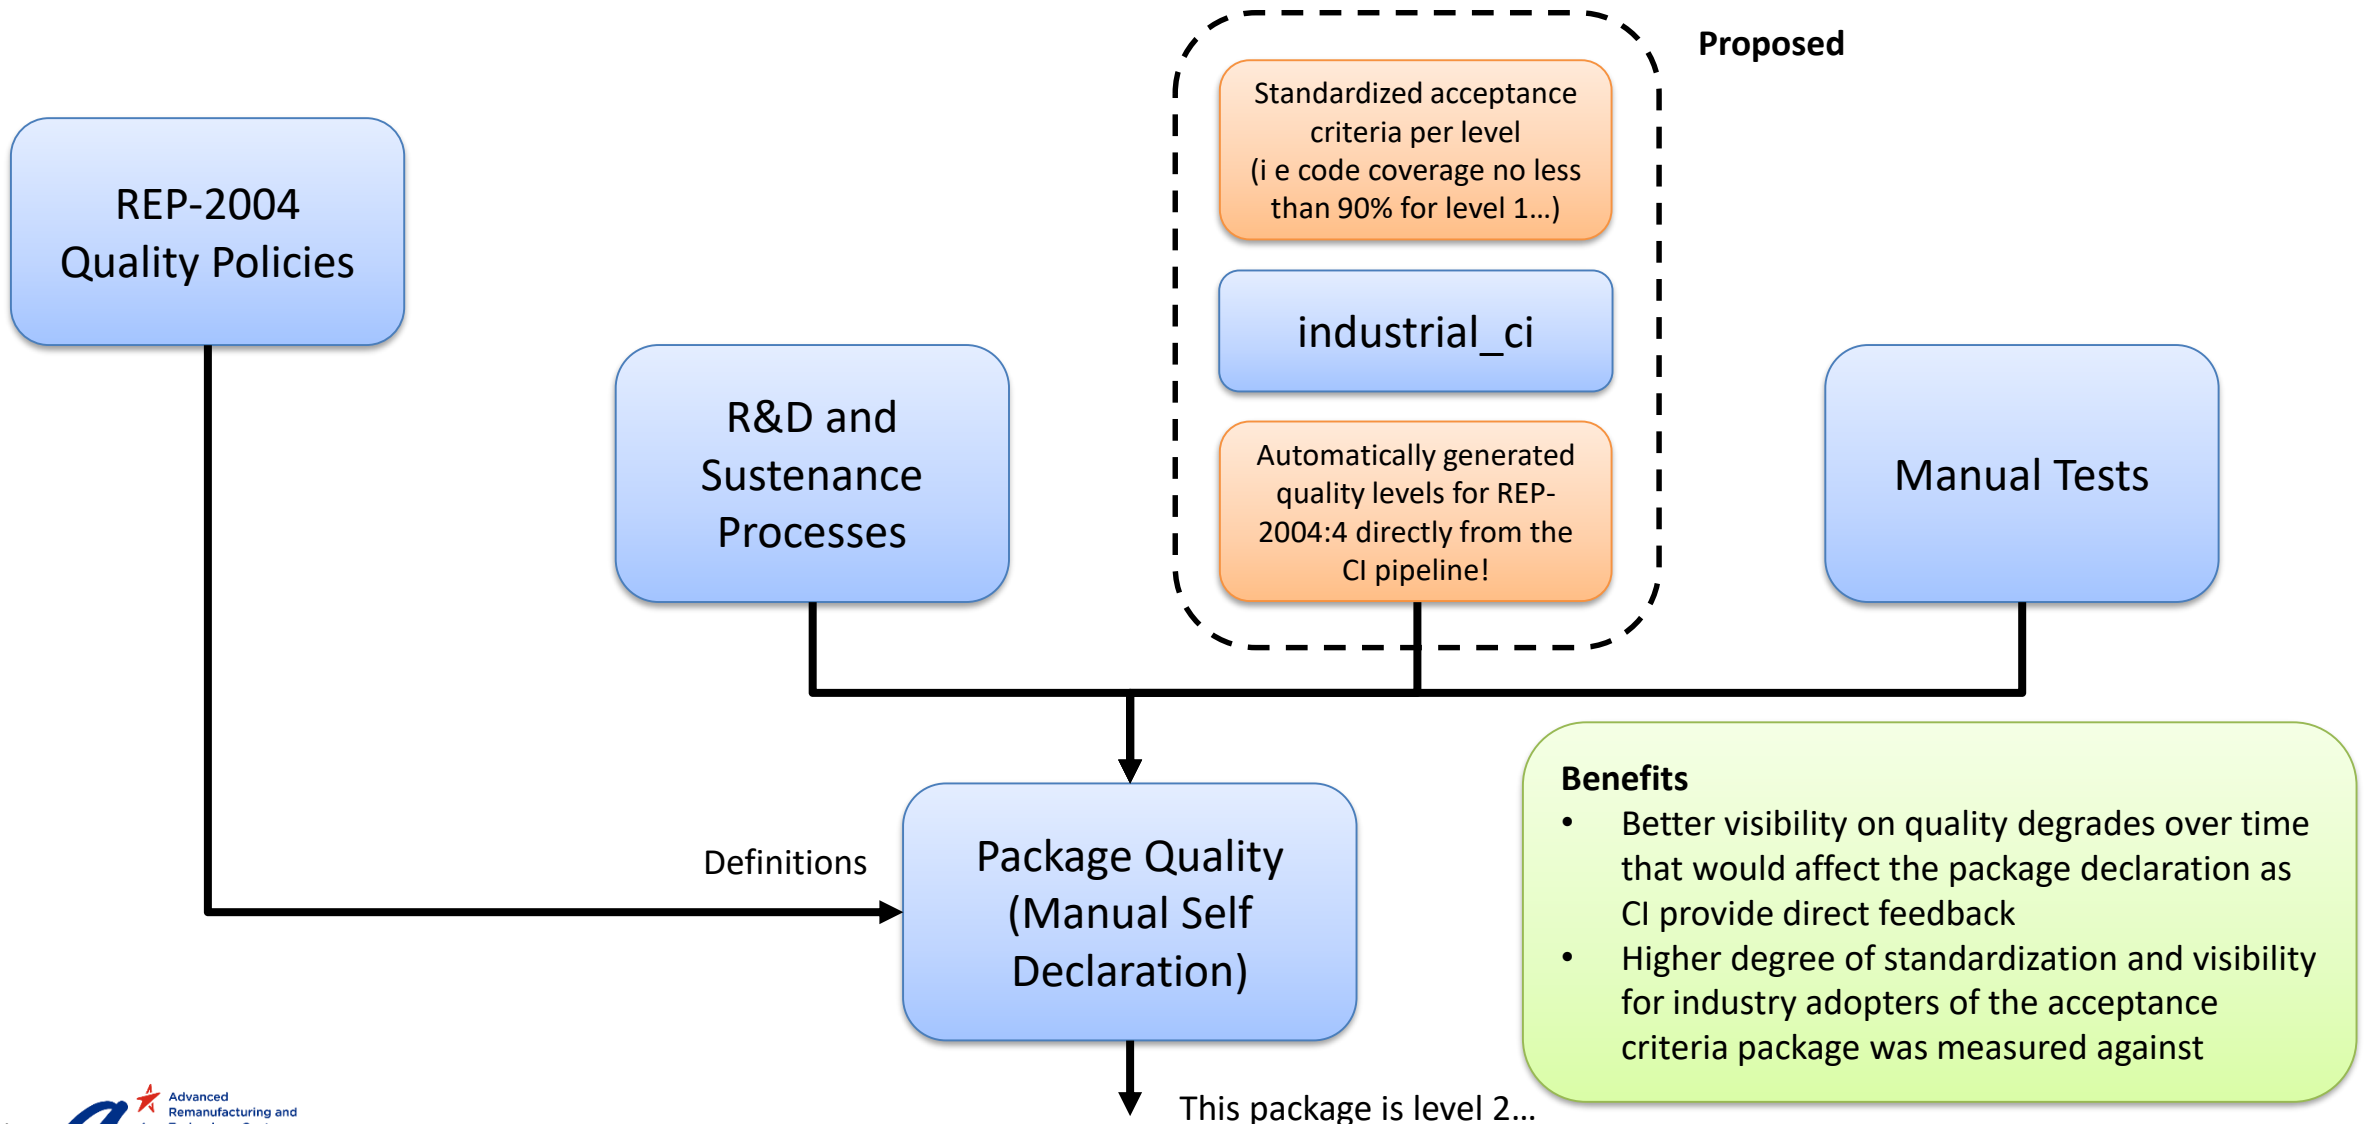 Proposed
Standardized acceptance
criteria per level
(i e code coverage no less
than 90% for level 1...)
REP-2004
Quality Policies
industrial_ci
R&D and
Sustenance
Processes
Automatically generated
quality levels for REP-
2004:4 directly from the
CI pipeline!
Manual Tests
Definitions
Package Quality
(Manual Self
Declaration)
Benefits
• Better visibility on quality degrades over time
that would affect the package declaration as
CI provide direct feedback
• Higher degree of standardization and visibility
for industry adopters of the acceptance
criteria package was measured against
This package is level 2...
Advanced
Remanufacturing and